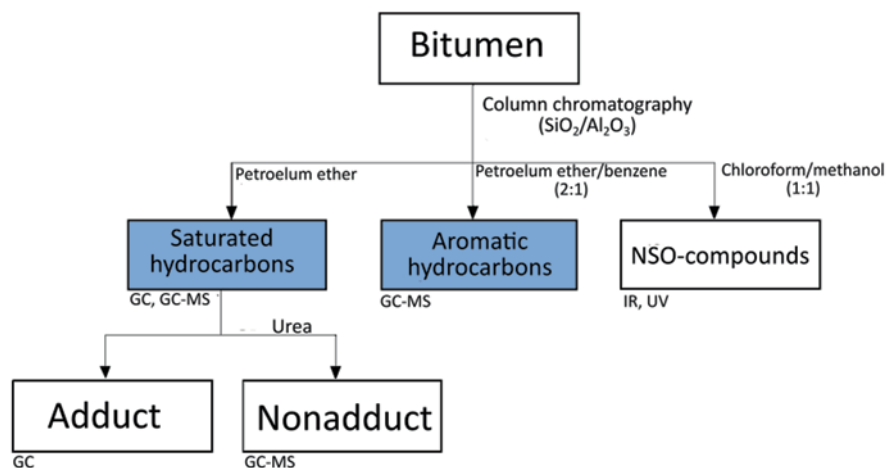 Bitumen
Column chromatography
(SiO₂/Al₂O₃)
Petroelum ether
Petroelum ether/benzene
(2:1)
Chloroform/methanol
(1:1)
Saturated
hydrocarbons
Aromatic
hydrocarbons
NSO-compounds
GC, GC-MS
GC-MS
IR, UV
Urea
Adduct
Nonadduct
GC
GC-MS